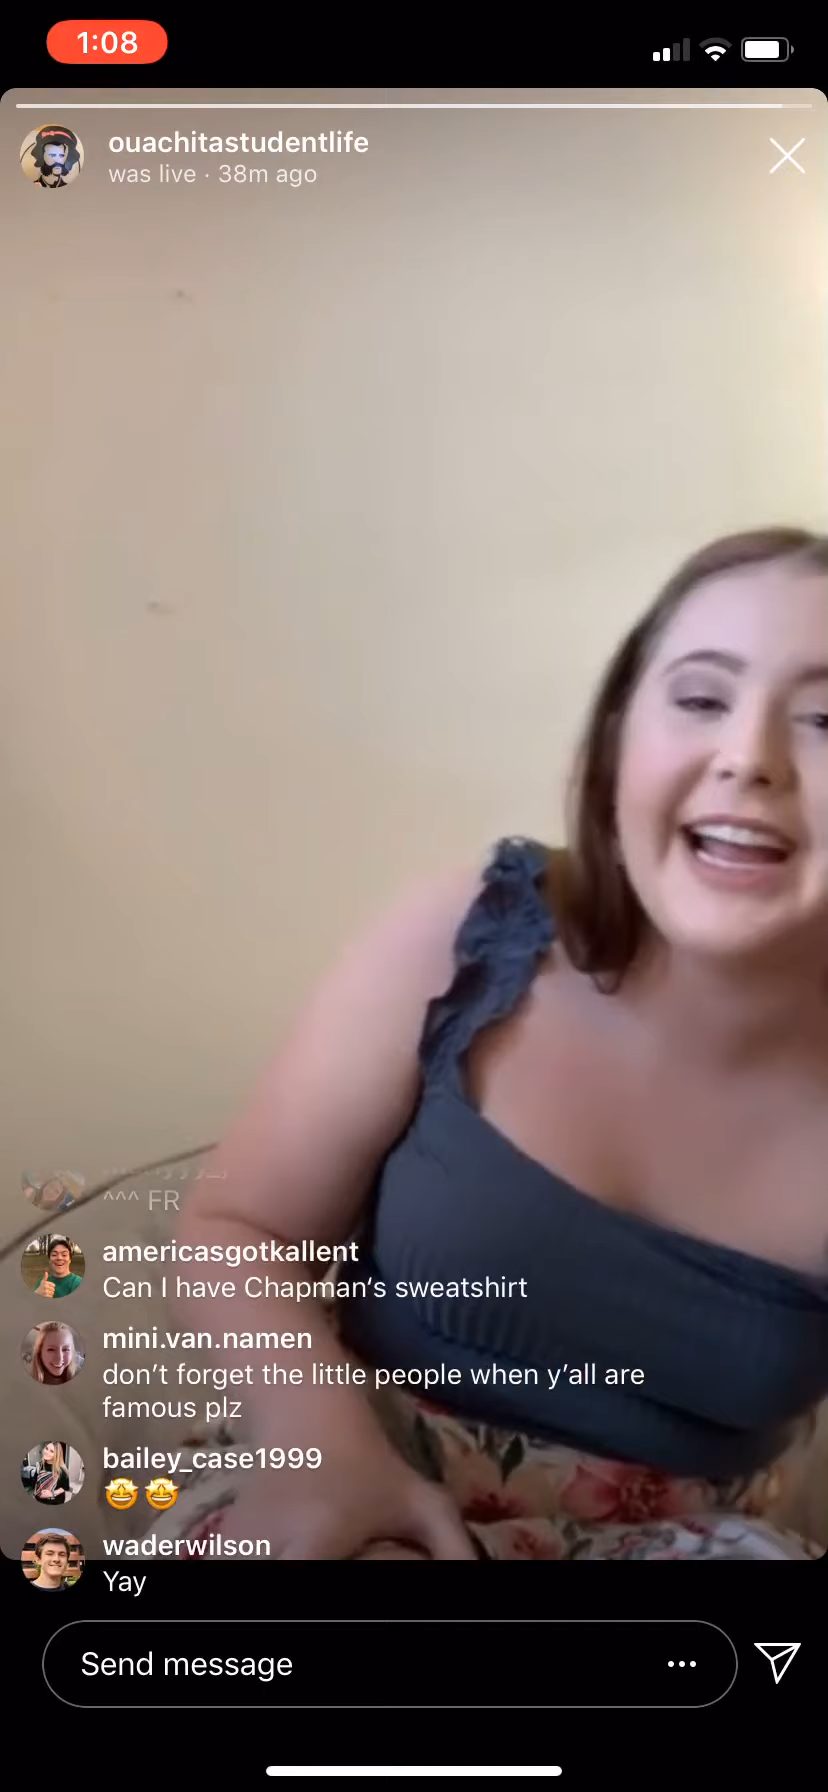 1:08
ouachitastudentlife
was live · 38m ago
^^^ FR
americasgotkallent
Can I have Chapman‘s sweatshirt
mini.van.namen
don’t forget the little people when y’all are
famous plz
bailey_case1999
🤩🤩
waderwilson
Yay
Send message